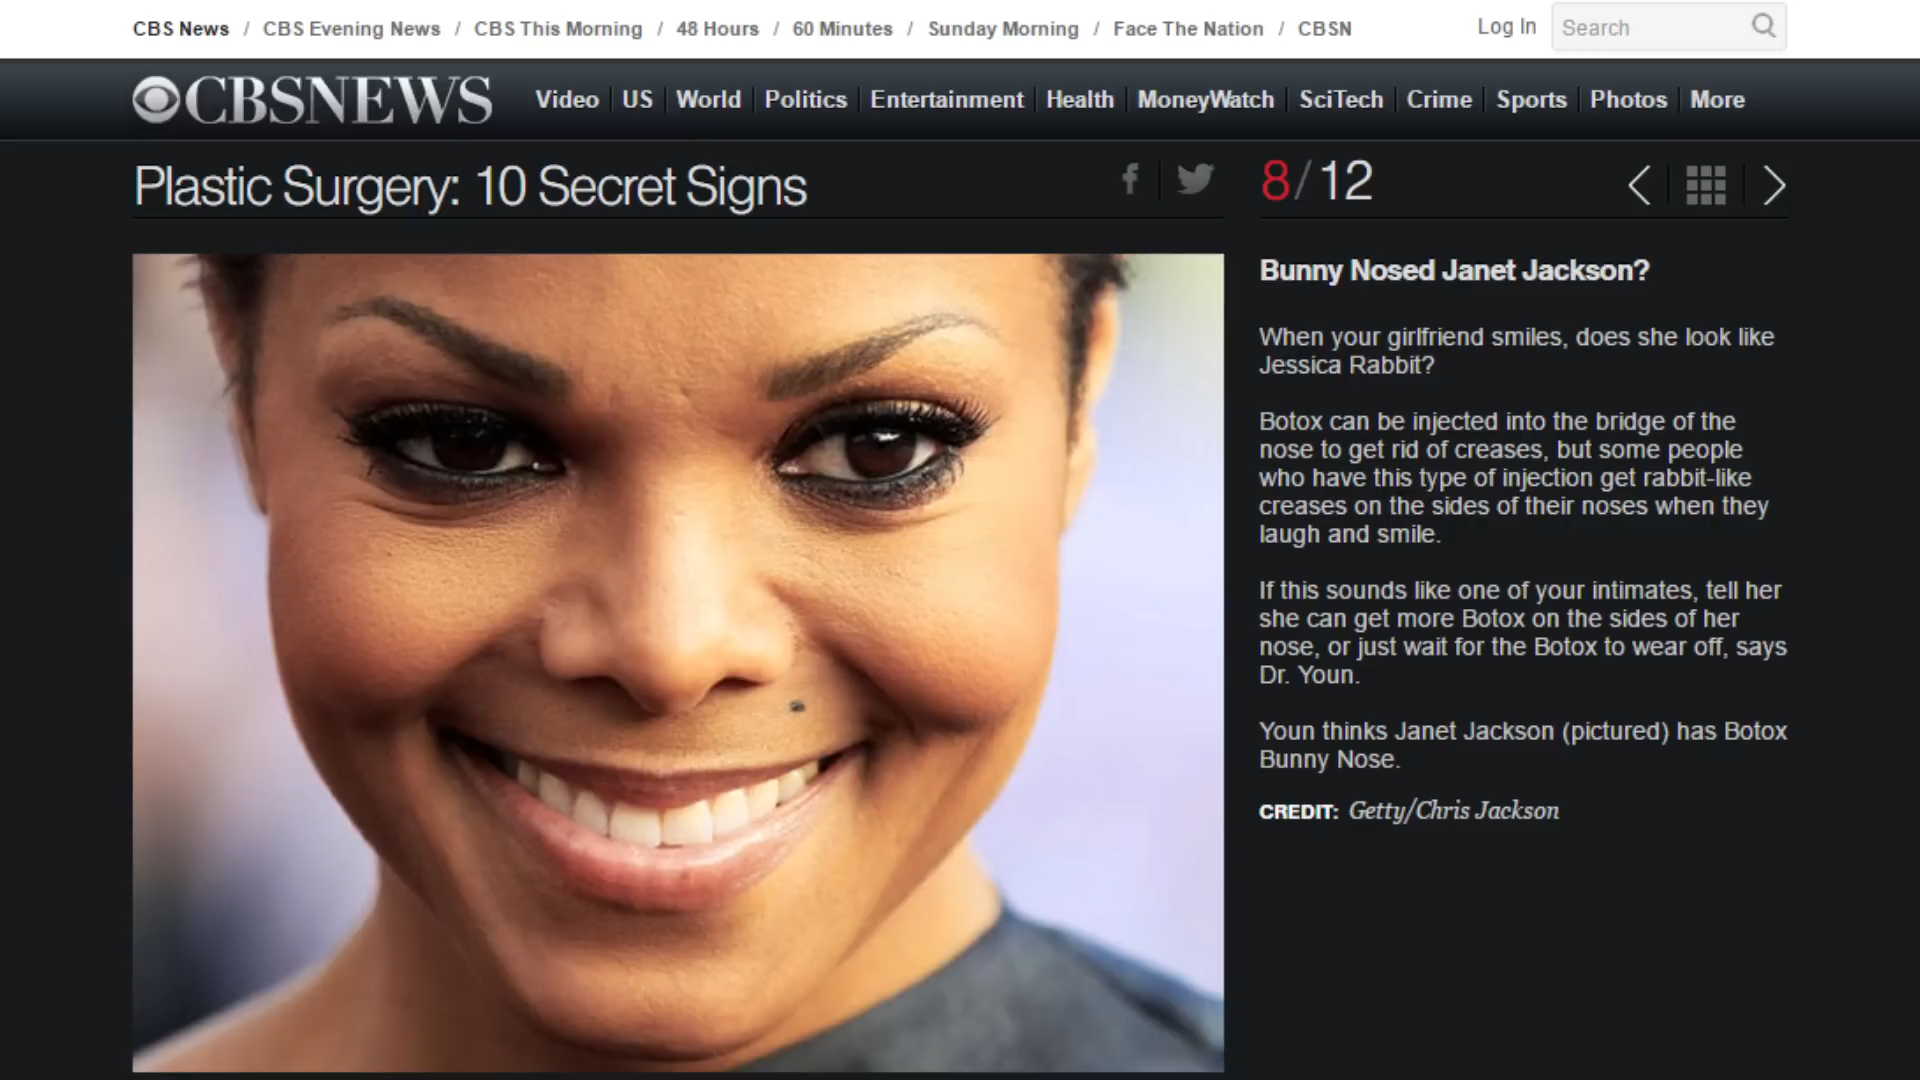 CBS News / CBS Evening News / CBS This Morning / 48 Hours / 60 Minutes / Sunday Morning / Face The Nation / CBSN
Log In
Search
CBSNEWS
Video US World Politics Entertainment Health MoneyWatch SciTech Crime Sports Photos More
Plastic Surgery: 10 Secret Signs
8/12
Bunny Nosed Janet Jackson?
When your girlfriend smiles, does she look like
Jessica Rabbit?
Botox can be injected into the bridge of the
nose to get rid of creases, but some people
who have this type of injection get rabbit-like
creases on the sides of their noses when they
laugh and smile.
If this sounds like one of your intimates, tell her
she can get more Botox on the sides of her
nose, or just wait for the Botox to wear off, says
Dr. Youn.
Youn thinks Janet Jackson (pictured) has Botox
Bunny Nose.
CREDIT: Getty/Chris Jackson